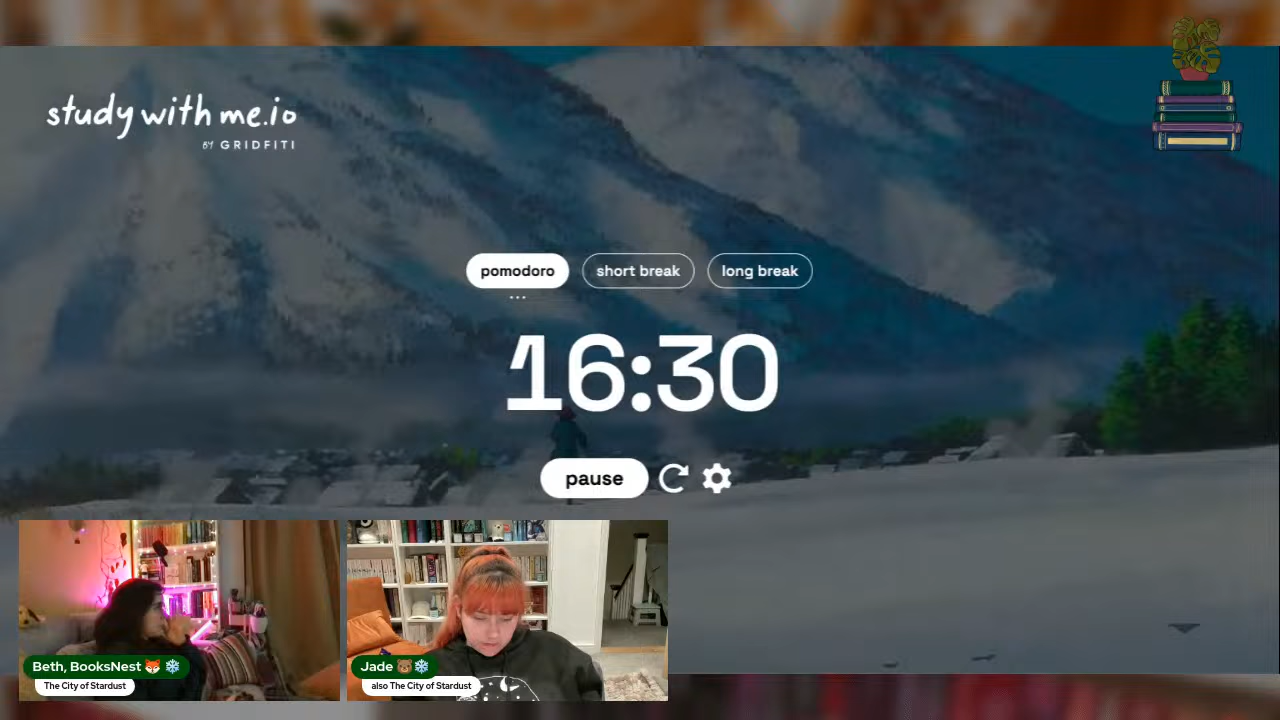 study with me.io
BY GRIDFITI
pomodoro
short break
long break
16:30
pause
Beth, BooksNest 🦊 ❄️
The City of Stardust
Jade 🐻❄️
also The City of Stardust